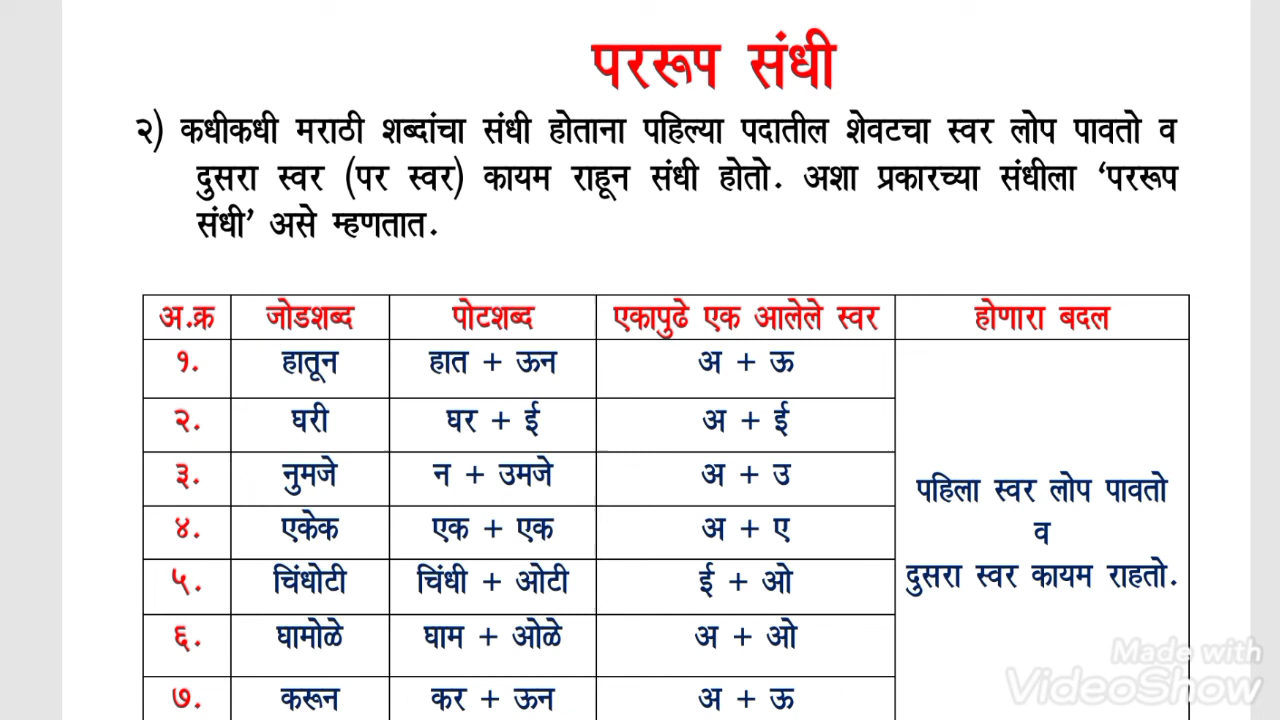 पररूप संधी
२) कधीकधी मराठी शब्दांचा संधी होताना पहिल्या पदातील शेवटचा स्वर लोप पावतो व
दुसरा स्वर (पर स्वर) कायम राहून संधी होतो. अशा प्रकारच्या संधीला ‘पररूप
संधी’ असे म्हणतात.
अ.क्र जोडशब्द पोटशब्द एकापुढे एक आलेले स्वर होणारा बदल
१. हातून हात + ऊन अ + ऊ
२. घरी घर + ई अ + ई
३. नुमजे न + उमजे अ + उ
४. एकेक एक + एक अ + ए
५. चिंधोटी चिंधी + ओटी ई + ओ
६. घामोळे घाम + ओळे अ + ओ
७. करून कर + ऊन अ + ऊ
पहिला स्वर लोप पावतो
व
दुसरा स्वर कायम राहतो.
Made with
VideoShow